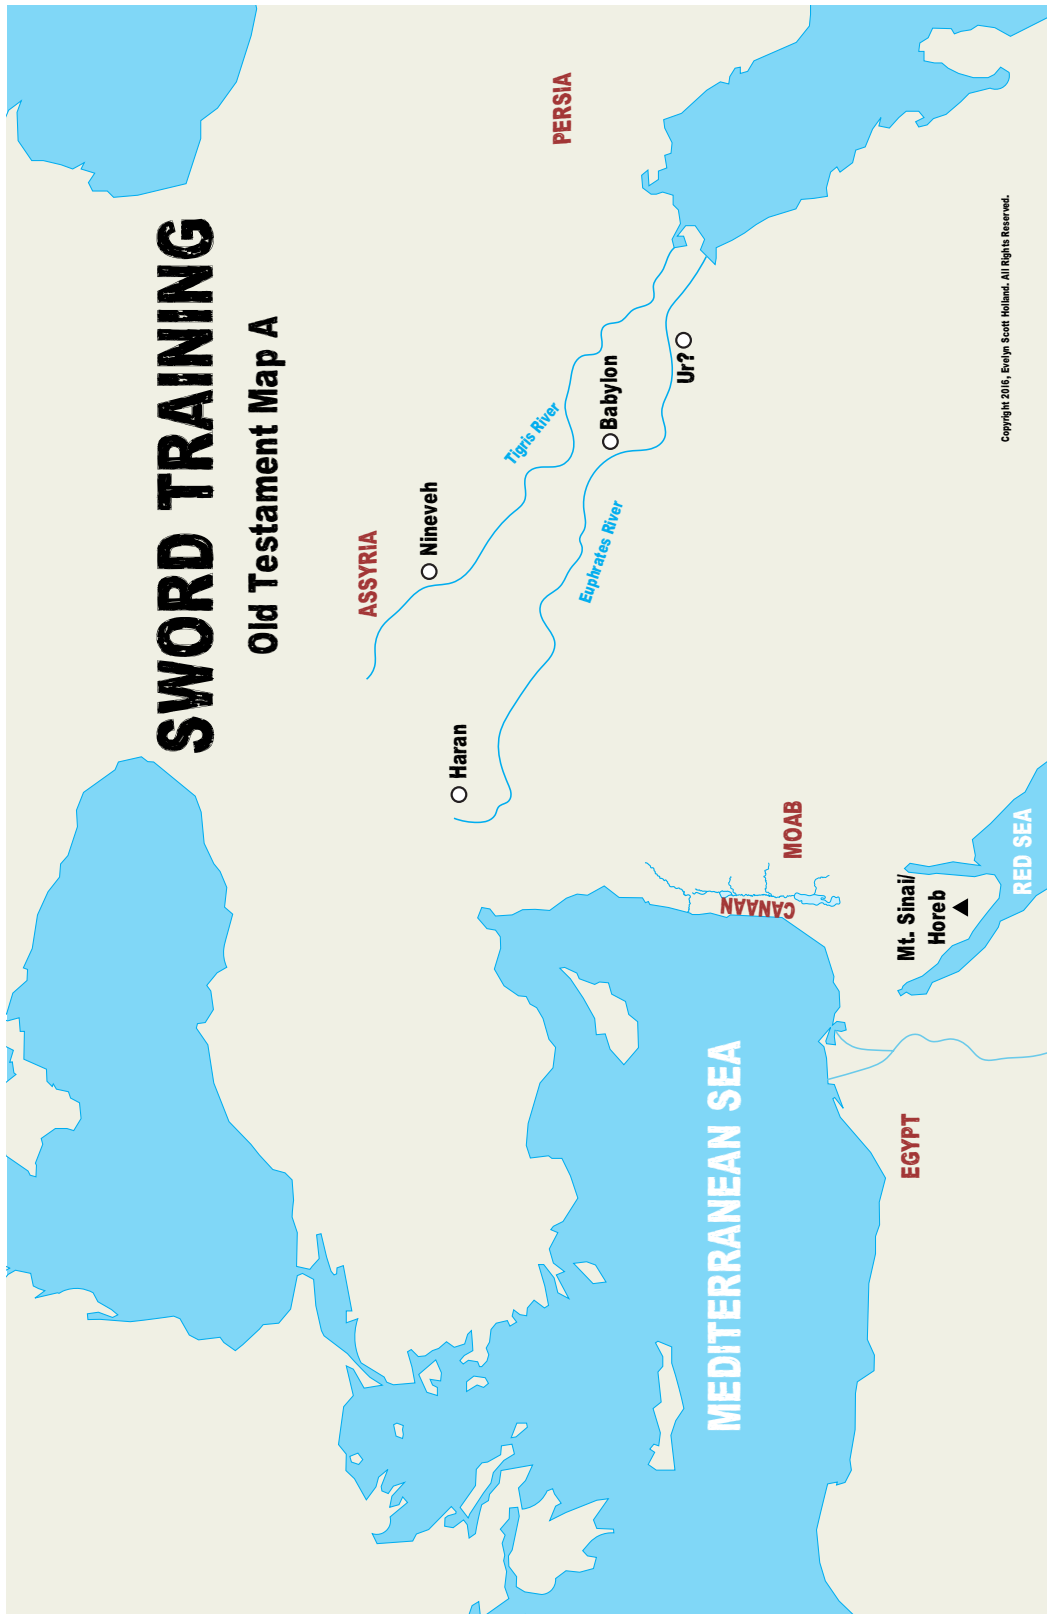 SWORD TRAINING
Old Testament Map A
ASSYRIA
Nineveh
Haran
Tigris River
PERSIA
Babylon
Euphrates River
Ur?
CANAAN
MOAB
MEDITERRANEAN SEA
EGYPT
Mt. Sinai/
Horeb
RED SEA
Copyright 2016, Evelyn Scott Holland. All Rights Reserved.